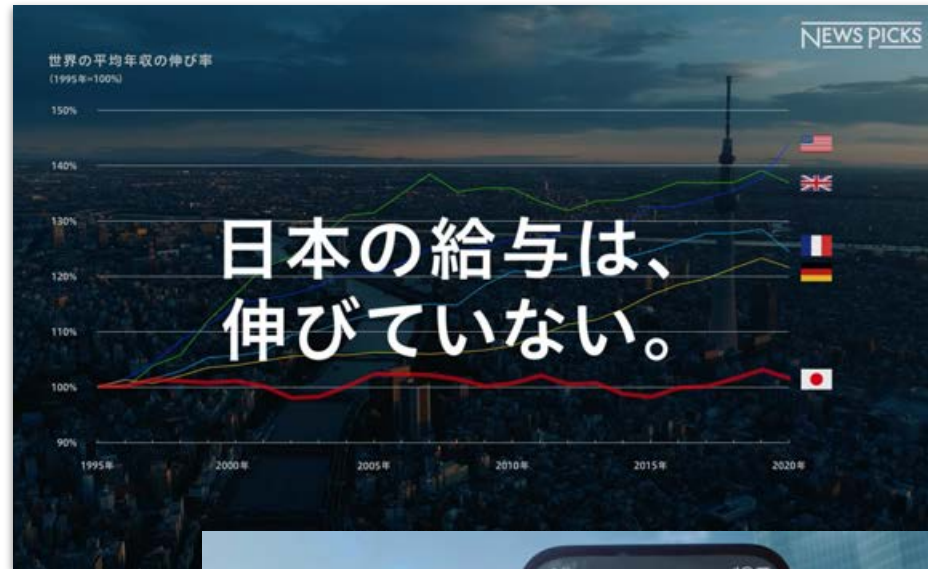 NEWS PICKS
世界の平均年収の伸び率
(1995年=100%)
150%
140%
130%
120%
110%
100%
90%
日本の給与は、
伸びていない。
1995年
2000年
2005年
2010年
2015年
2020年